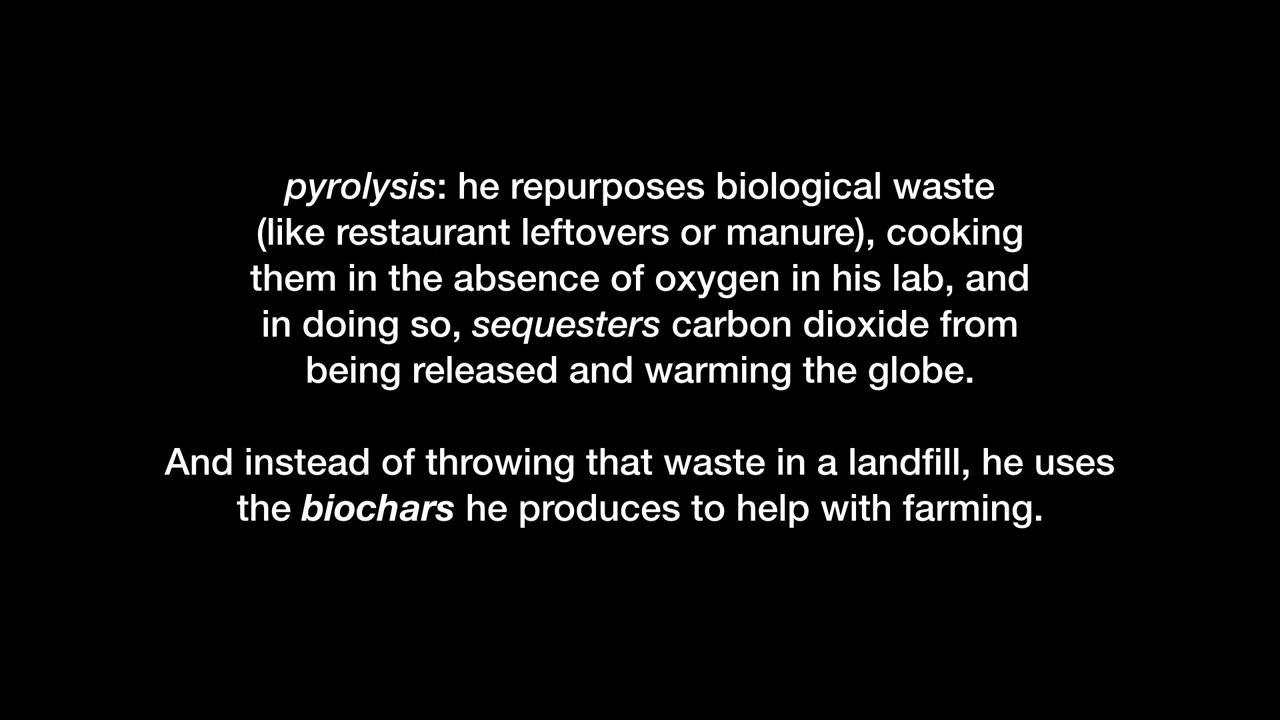 pyrolysis: he repurposes biological waste
(like restaurant leftovers or manure), cooking
them in the absence of oxygen in his lab, and
in doing so, sequesters carbon dioxide from
being released and warming the globe.
And instead of throwing that waste in a landfill, he uses
the biochars he produces to help with farming.